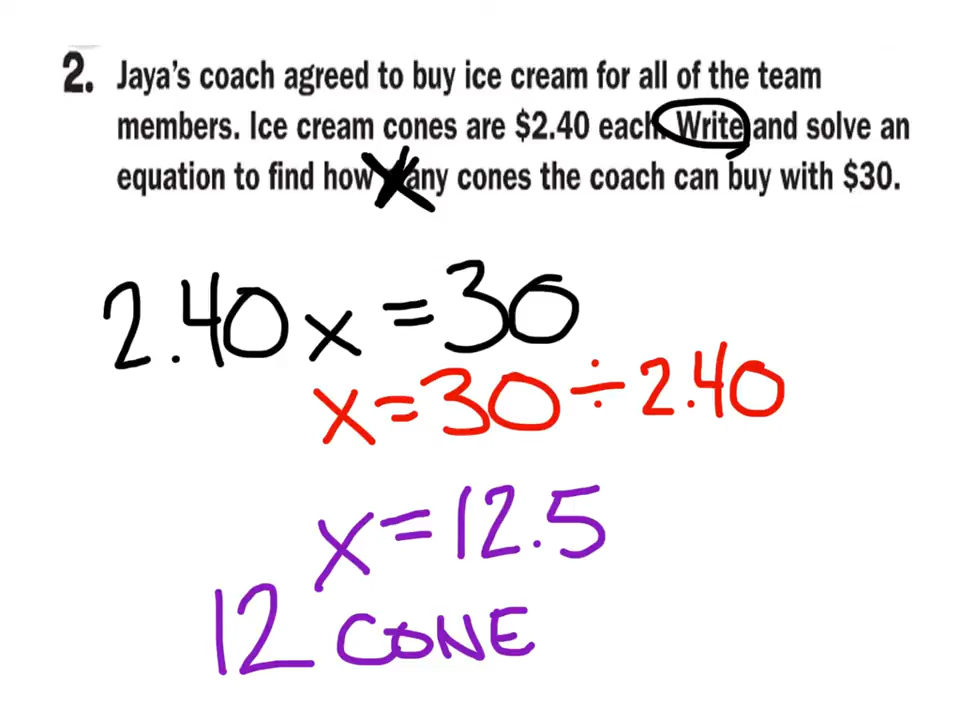 2. Jaya's coach agreed to buy ice cream for all of the team
members. Ice cream cones are $2.40 each. Write and solve an
equation to find how many cones the coach can buy with $30.
2.40x = 30
x = 30 ÷ 2.40
x = 12.5
12 CONE